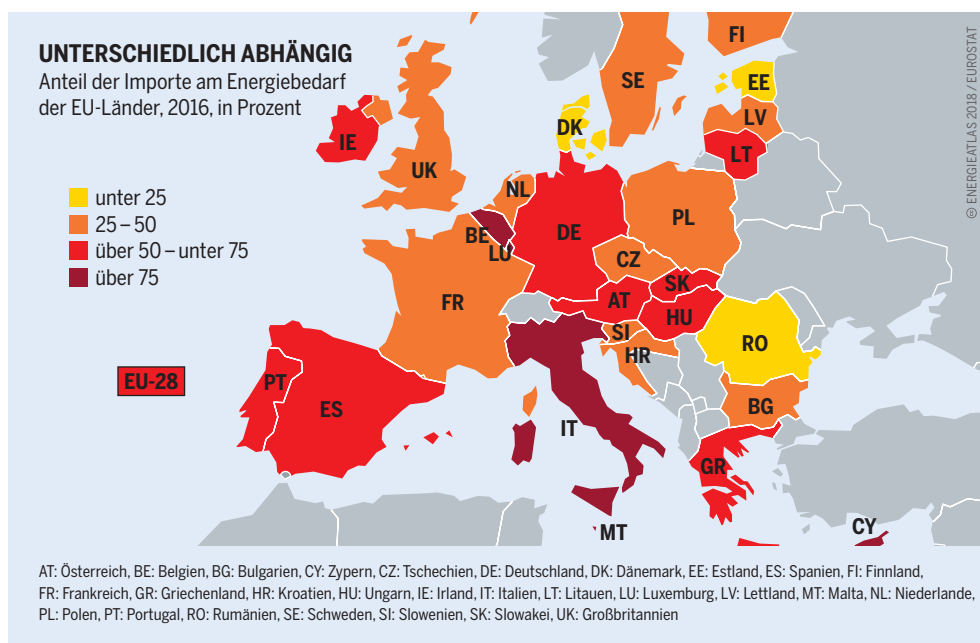 UNTERSCHIEDLICH ABHÄNGIG
Anteil der Importe am Energiebedarf
der EU-Länder, 2016, in Prozent
unter 25
25 – 50
über 50 – unter 75
über 75
EU-28
FI
SE
EE
LV
LT
DK
IE
UK
NL
BE
LU
DE
PL
CZ
SK
AT
HU
FR
SI
HR
RO
BG
PT
ES
IT
GR
MT
CY
© ENERGIEATLAS 2018 / EUROSTAT
AT: Österreich, BE: Belgien, BG: Bulgarien, CY: Zypern, CZ: Tschechien, DE: Deutschland, DK: Dänemark, EE: Estland, ES: Spanien, FI: Finnland,
FR: Frankreich, GR: Griechenland, HR: Kroatien, HU: Ungarn, IE: Irland, IT: Italien, LT: Litauen, LU: Luxemburg, LV: Lettland, MT: Malta, NL: Niederlande,
PL: Polen, PT: Portugal, RO: Rumänien, SE: Schweden, SI: Slowenien, SK: Slowakei, UK: Großbritannien